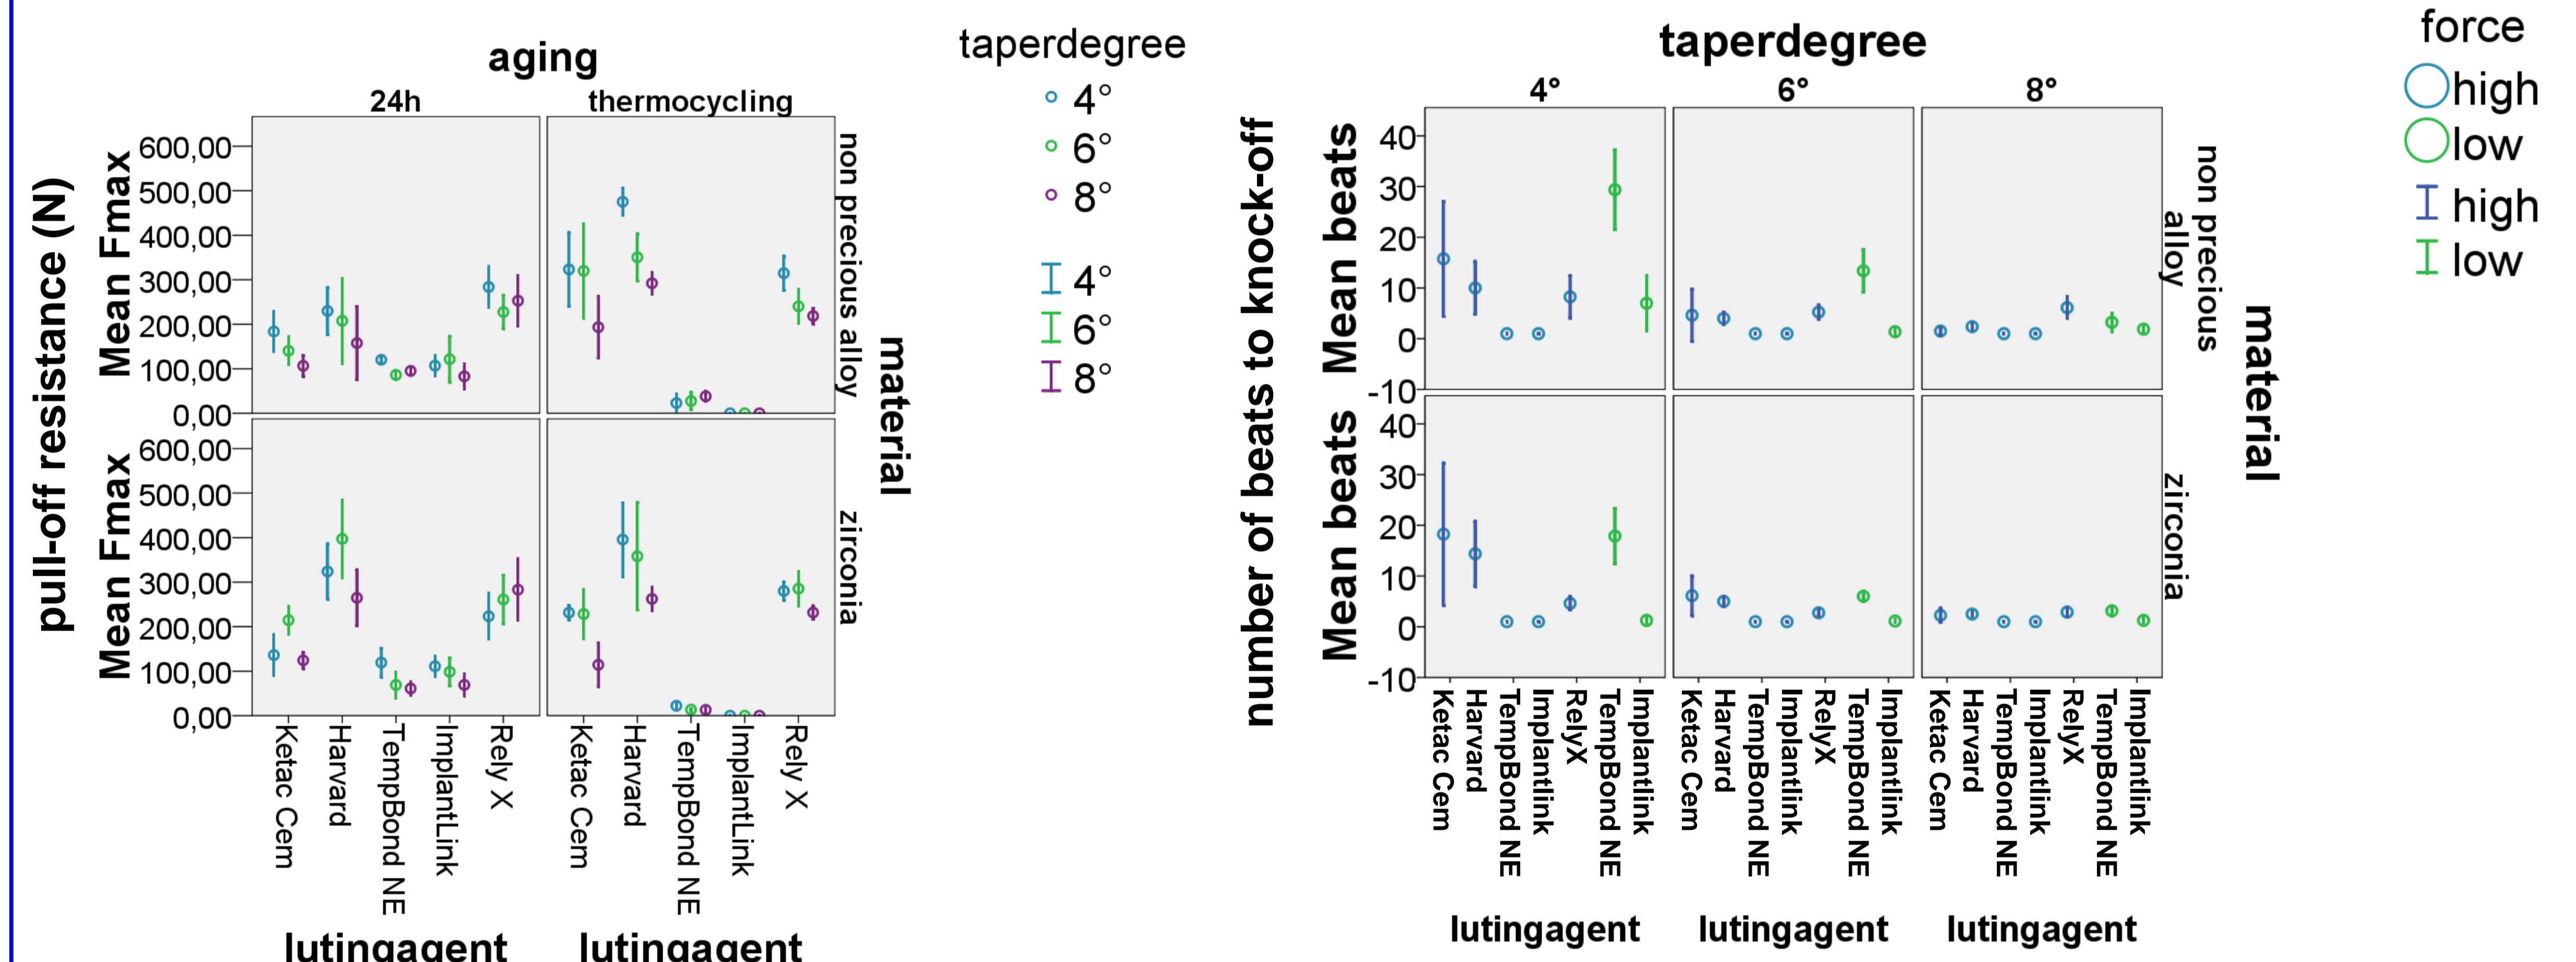 aging
24h
thermocycling
pull-off resistance (N)
Mean Fmax
600,00
500,00
400,00
300,00
200,00
100,00
0,00
non precious alloy
Mean Fmax
600,00
500,00
400,00
300,00
200,00
100,00
0,00
zirconia
material
Ketac Cem
Harvard
TempBond NE
ImplantLink
Rely X
Ketac Cem
Harvard
TempBond NE
ImplantLink
Rely X
lutingagent
lutingagent
taperdegree
4°
6°
8°
4°
6°
8°
taperdegree
4°
6°
8°
number of beats to knock-off
Mean beats
40
30
20
10
0
-10
non precious
alloy
Mean beats
40
30
20
10
0
-10
zirconia
material
Ketac Cem
Harvard
TempBond NE
Implantlink
RelyX
TempBond NE
Implantlink
Ketac Cem
Harvard
TempBond NE
Implantlink
RelyX
TempBond NE
Implantlink
Ketac Cem
Harvard
TempBond NE
Implantlink
RelyX
TempBond NE
Implantlink
lutingagent
lutingagent
lutingagent
force
high
low
high
low